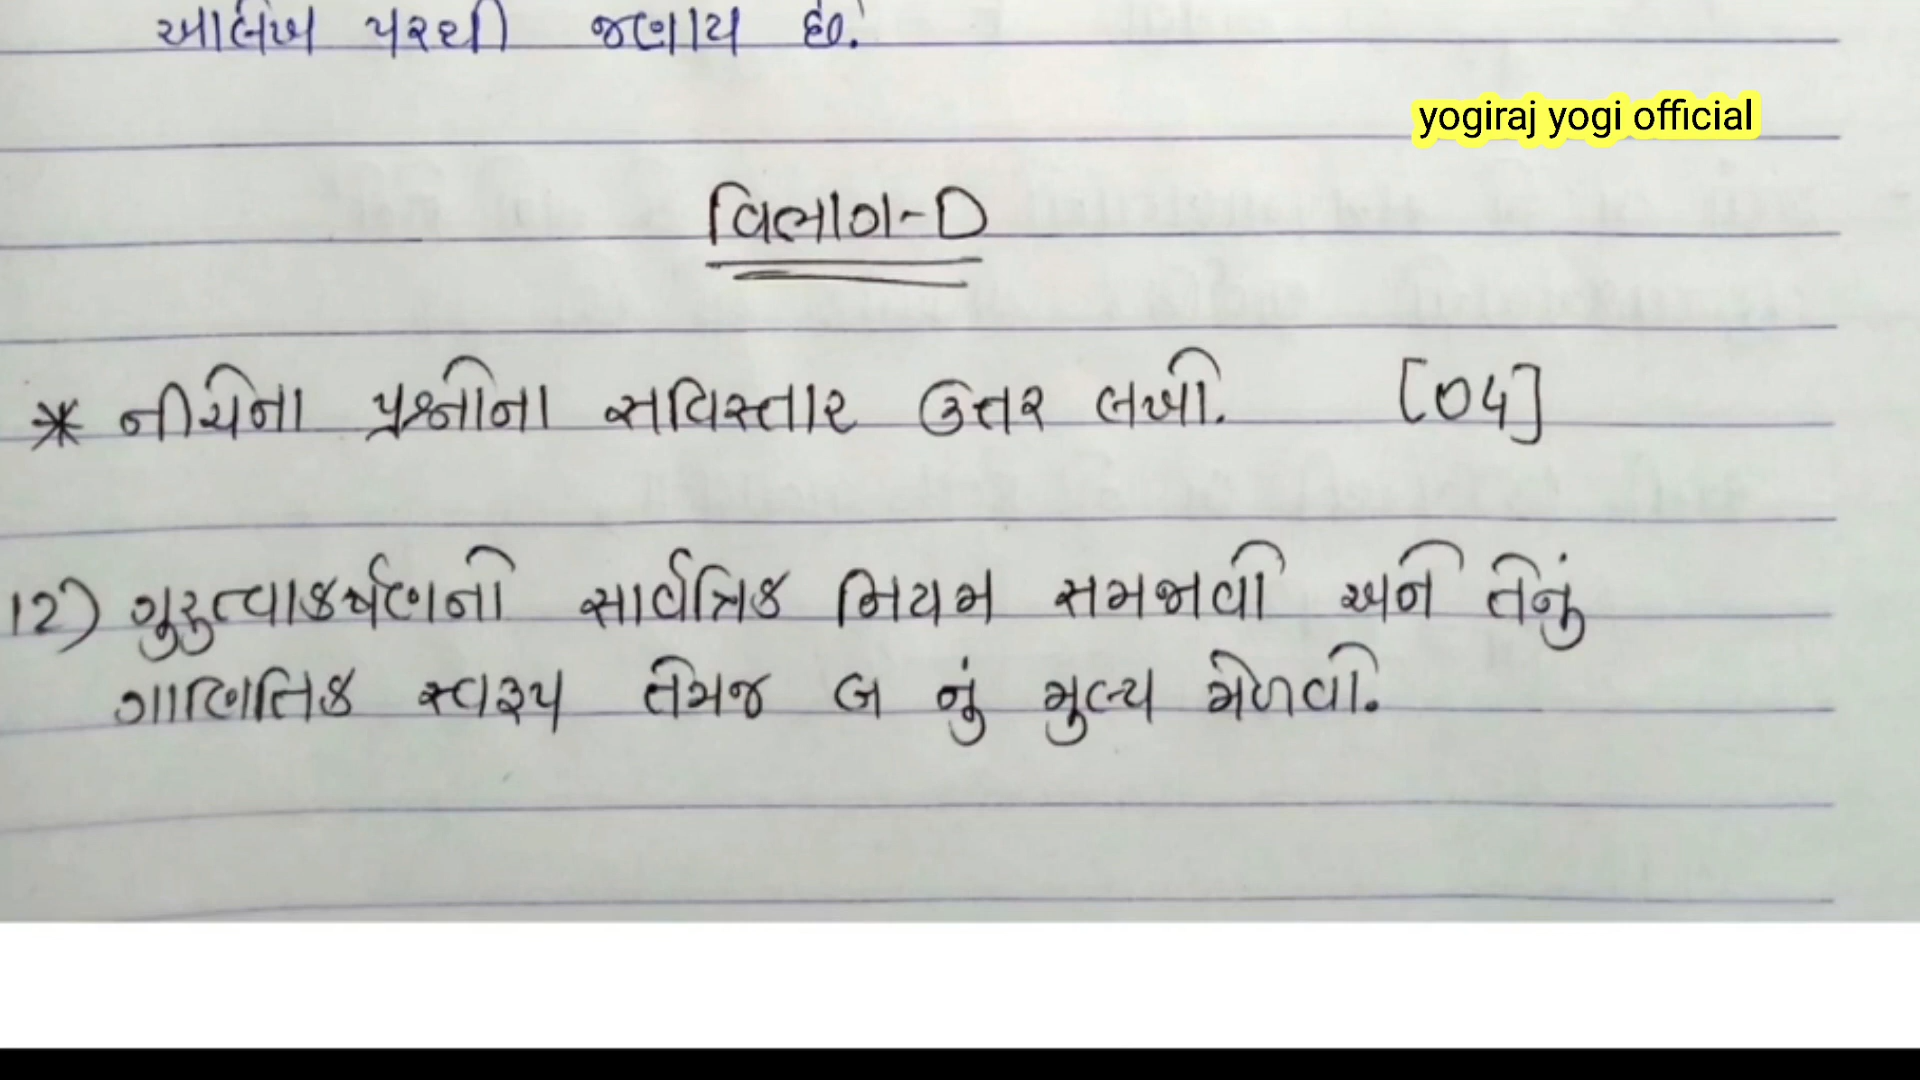 આલેખ પરથી જણાય છે.
yogiraj yogi official
વિભાગ-D
* નીચેના પ્રશ્નોના સવિસ્તાર ઉત્તર લખો. [04]
12) ગુરુત્વાકર્ષણનો સાર્વત્રિક નિયમ સમજાવો અને તેનું
ગાણિતિક સ્વરૂપ તેમજ G નું મુલ્ય મેળવો.